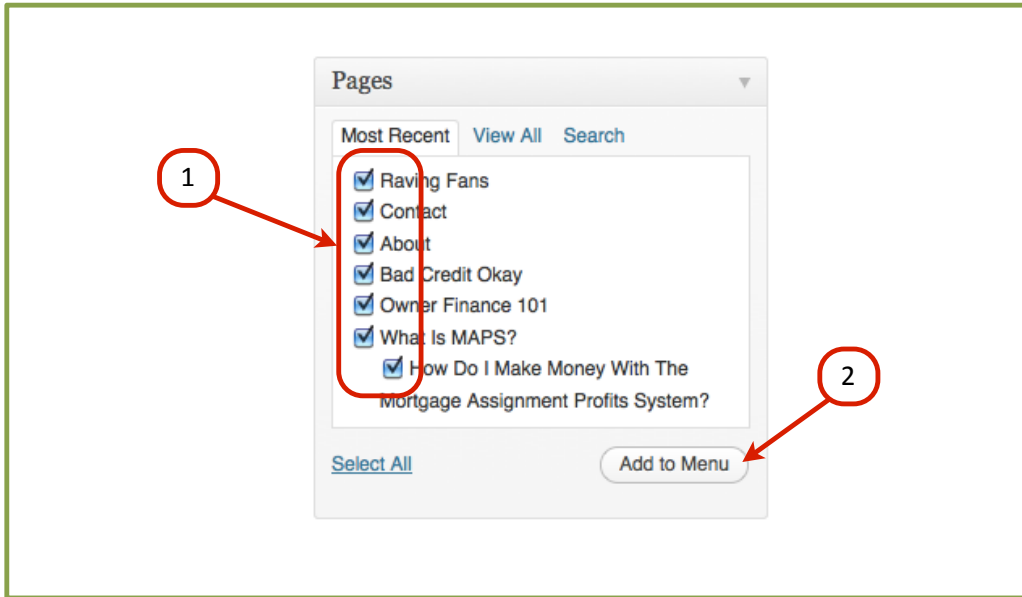 Pages
Most Recent View All Search
1
Raving Fans
Contact
About
Bad Credit Okay
Owner Finance 101
What Is MAPS?
How Do I Make Money With The
Mortgage Assignment Profits System?
2
Select All Add to Menu